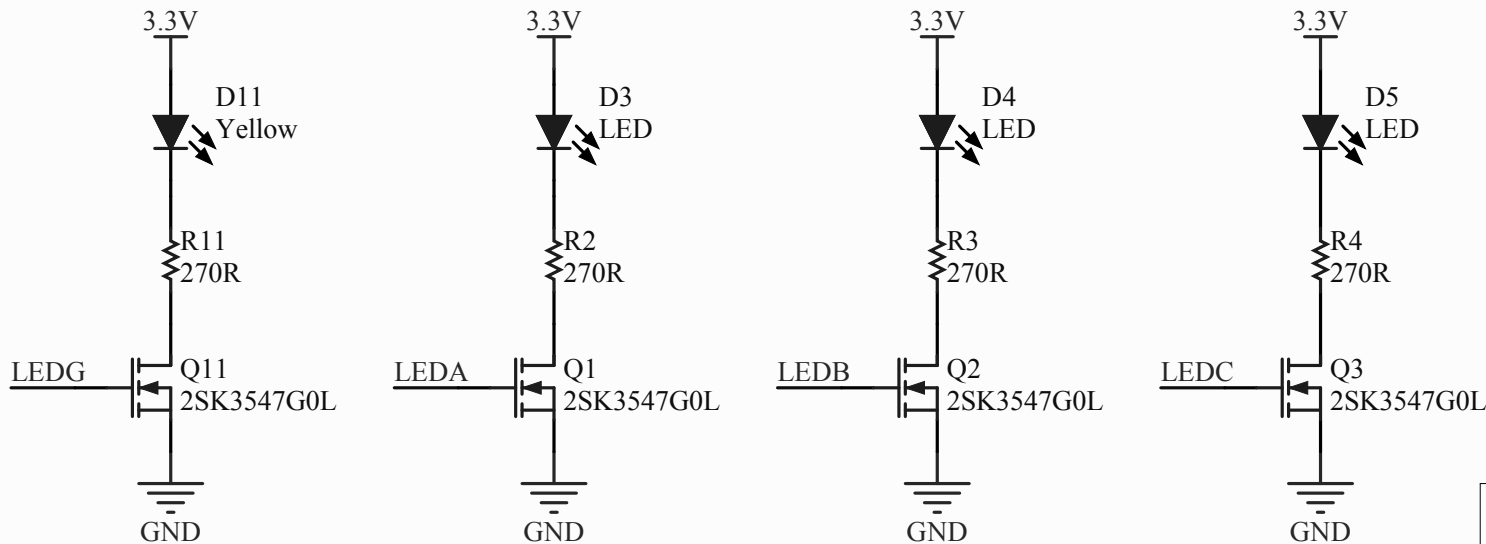 3.3V
D11
Yellow
R11
270R
LEDG
Q11
2SK3547G0L
GND
3.3V
D3
LED
R2
270R
LEDA
Q1
2SK3547G0L
GND
3.3V
D4
LED
R3
270R
LEDB
Q2
2SK3547G0L
GND
3.3V
D5
LED
R4
270R
LEDC
Q3
2SK3547G0L
GND